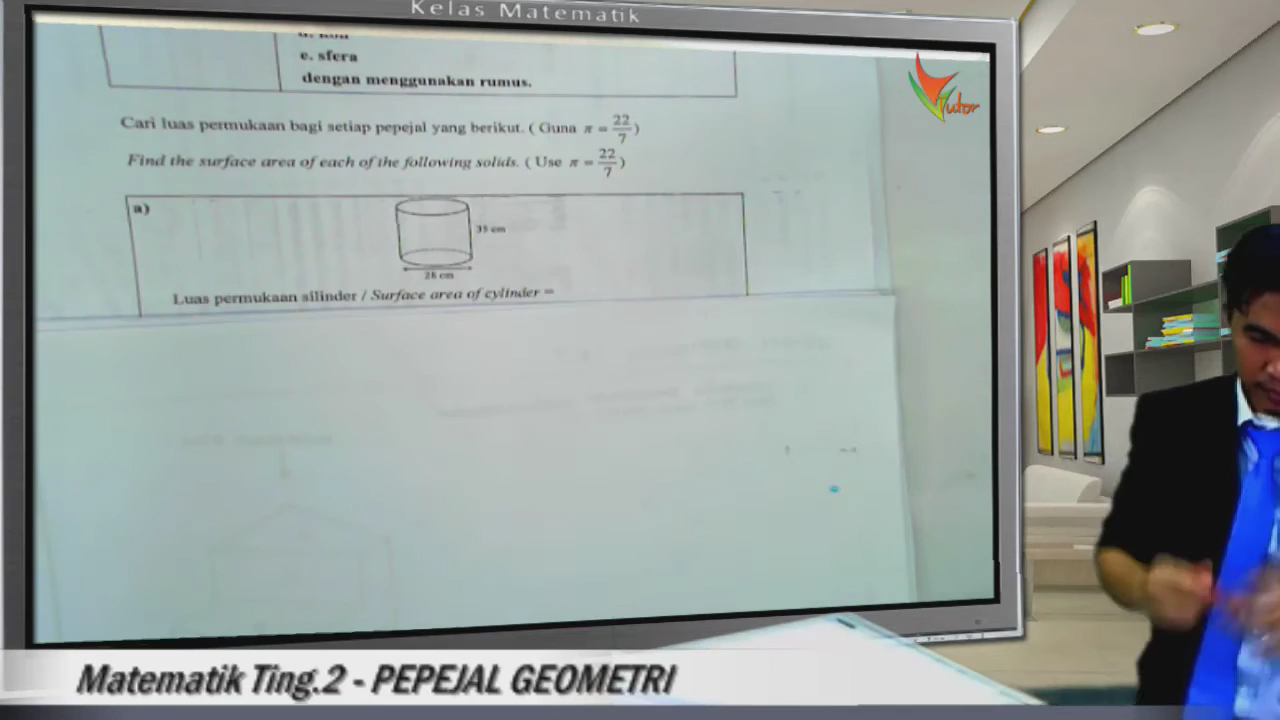 Kelas Matematik
e. sfera
dengan menggunakan rumus.
Tutor
Cari luas permukaan bagi setiap pepejal yang berikut. ( Guna π = 22/7 )
Find the surface area of each of the following solids. ( Use π = 22/7 )
a)
35 cm
28 cm
Luas permukaan silinder / Surface area of cylinder =
Matematik Ting.2 - PEPEJAL GEOMETRI